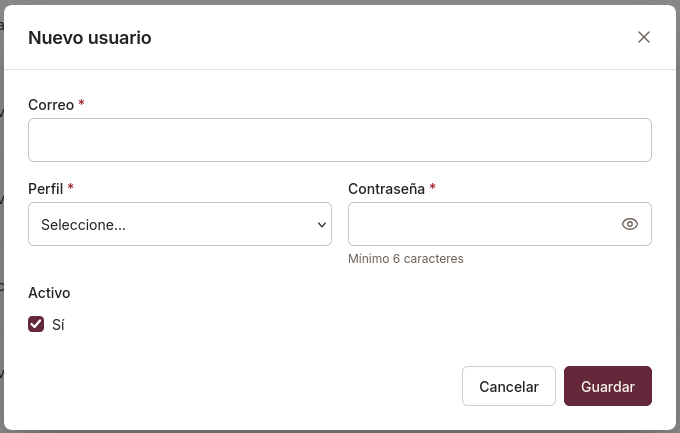 Nuevo usuario
Correo *
Perfil *
Contraseña *
Seleccione...
Mínimo 6 caracteres
Activo
Sí
Cancelar
Guardar